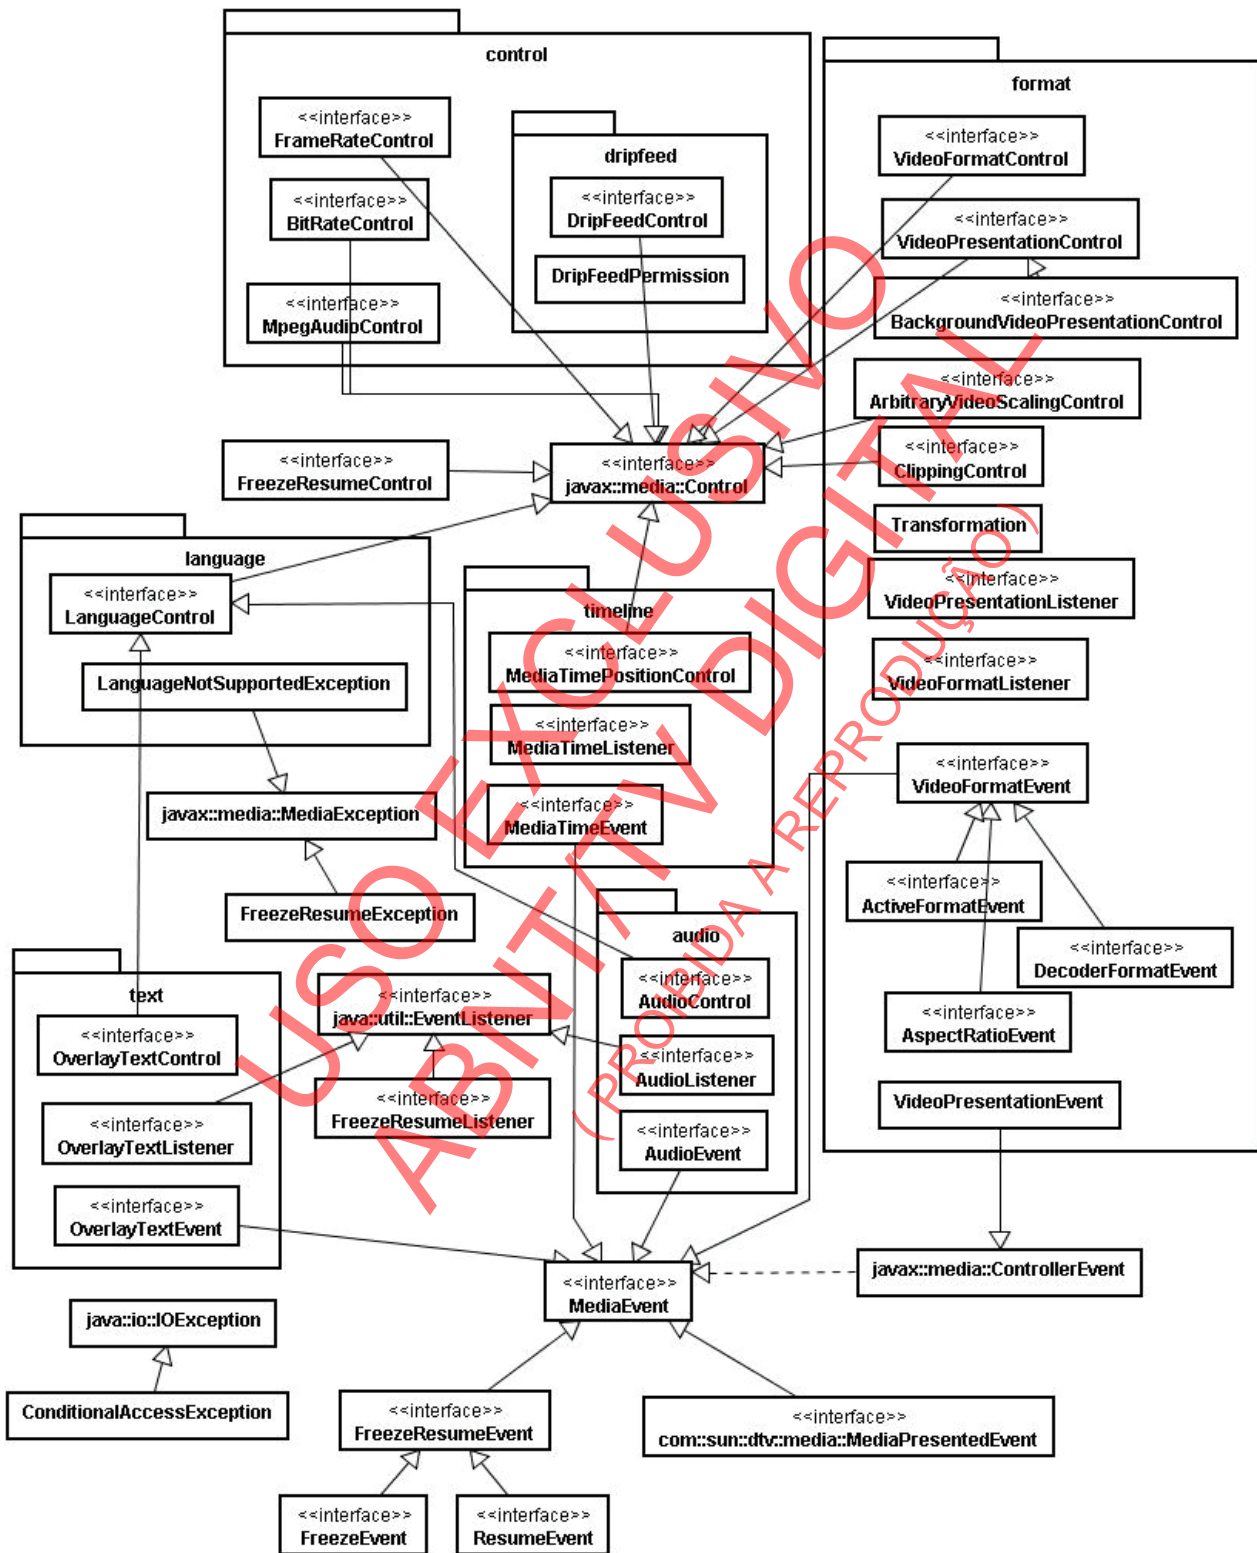 control
<<interface>>
FrameRateControl
<<interface>>
BitRateControl
<<interface>>
MpegAudioControl
dripfeed
<<interface>>
DripFeedControl
DripFeedPermission
format
<<interface>>
VideoFormatControl
<<interface>>
VideoPresentationControl
<<interface>>
BackgroundVideoPresentationControl
<<interface>>
ArbitraryVideoScalingControl
<<interface>>
ClippingControl
Transformation
<<interface>>
VideoPresentationListener
<<interface>>
VideoFormatListener
<<interface>>
VideoFormatEvent
<<interface>>
ActiveFormatEvent
<<interface>>
DecoderFormatEvent
<<interface>>
AspectRatioEvent
VideoPresentationEvent
<<interface>>
FreezeResumeControl
<<interface>>
javax::media::Control
language
<<interface>>
LanguageControl
LanguageNotSupportedException
timeline
<<interface>>
MediaTimePositionControl
<<interface>>
MediaTimeListener
<<interface>>
MediaTimeEvent
javax::media::MediaException
FreezeResumeException
audio
<<interface>>
AudioControl
<<interface>>
AudioListener
<<interface>>
AudioEvent
text
<<interface>>
OverlayTextControl
<<interface>>
OverlayTextListener
<<interface>>
OverlayTextEvent
<<interface>>
java::util::EventListener
<<interface>>
FreezeResumeListener
javax::media::ControllerEvent
<<interface>>
MediaEvent
java::io::IOException
ConditionalAccessException
<<interface>>
FreezeResumeEvent
<<interface>>
com::sun::dtv::media::MediaPresentedEvent
<<interface>>
FreezeEvent
<<interface>>
ResumeEvent
USO EXCLUSIVO
ABNT/TV DIGITAL
( PROIBIDA A REPRODUÇÃO )